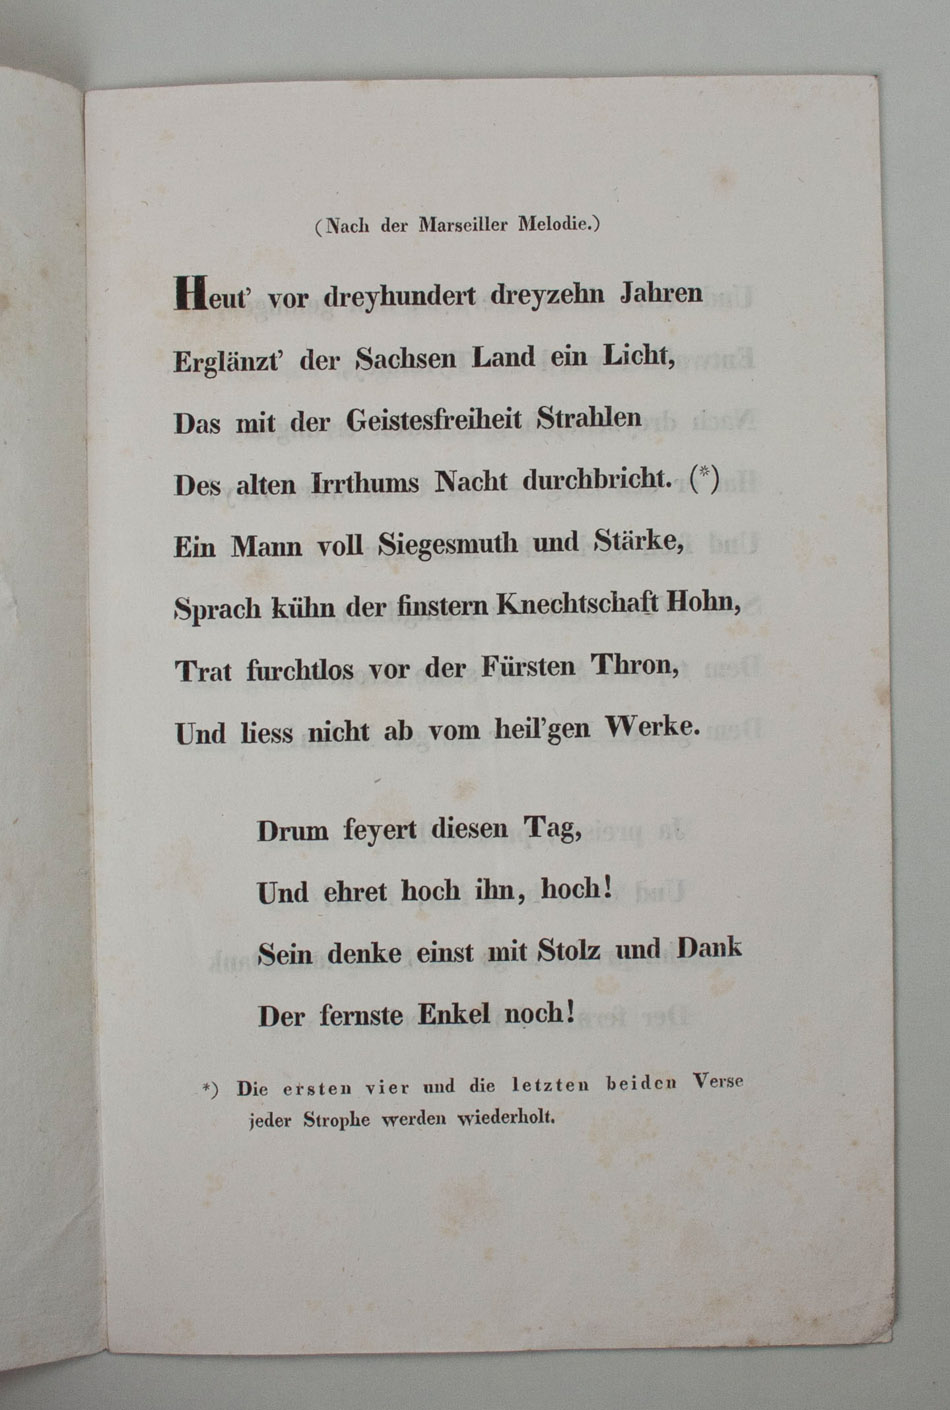 (Nach der Marseiller Melodie.)
Heut' vor dreyhundert dreyzehn Jahren
Erglänzt' der Sachsen Land ein Licht,
Das mit der Geistesfreiheit Strahlen
Des alten Irrthums Nacht durchbricht. (*)
Ein Mann voll Siegesmuth und Stärke,
Sprach kühn der finstern Knechtschaft Hohn,
Trat furchtlos vor der Fürsten Thron,
Und liess nicht ab vom heil'gen Werke.
Drum feyert diesen Tag,
Und ehret hoch ihn, hoch!
Sein denke einst mit Stolz und Dank
Der fernste Enkel noch!
*) Die ersten vier und die letzten beiden Verse
jeder Strophe werden wiederholt.